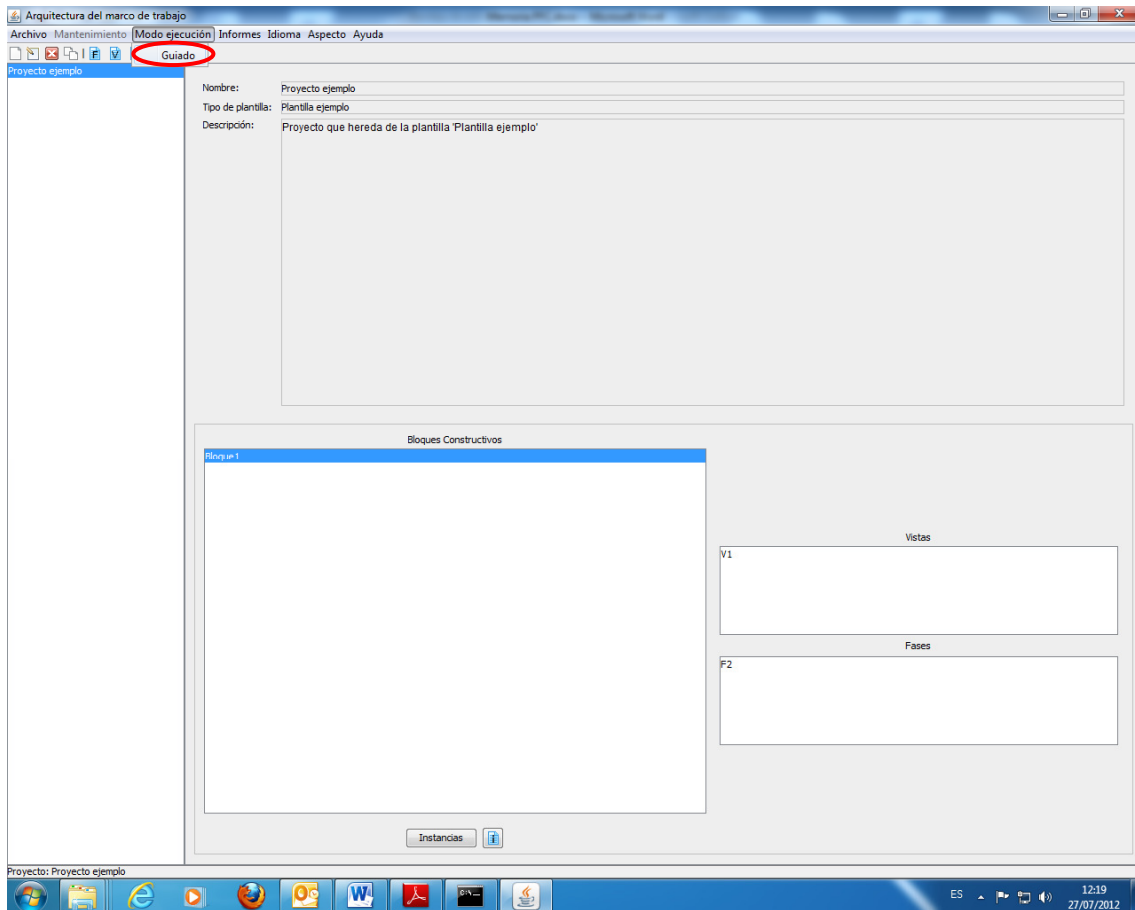 Arquitectura del marco de trabajo
Archivo Mantenimiento Modo ejecución Informes Idioma Aspecto Ayuda
F V Guiado
Proyecto ejemplo
Nombre: Proyecto ejemplo
Tipo de plantilla: Plantilla ejemplo
Descripción: Proyecto que hereda de la plantilla 'Plantilla ejemplo'
Bloques Constructivos
Bloque1
Vistas
V1
Fases
F2
Instancias i
Proyecto: Proyecto ejemplo
ES 12:19
27/07/2012